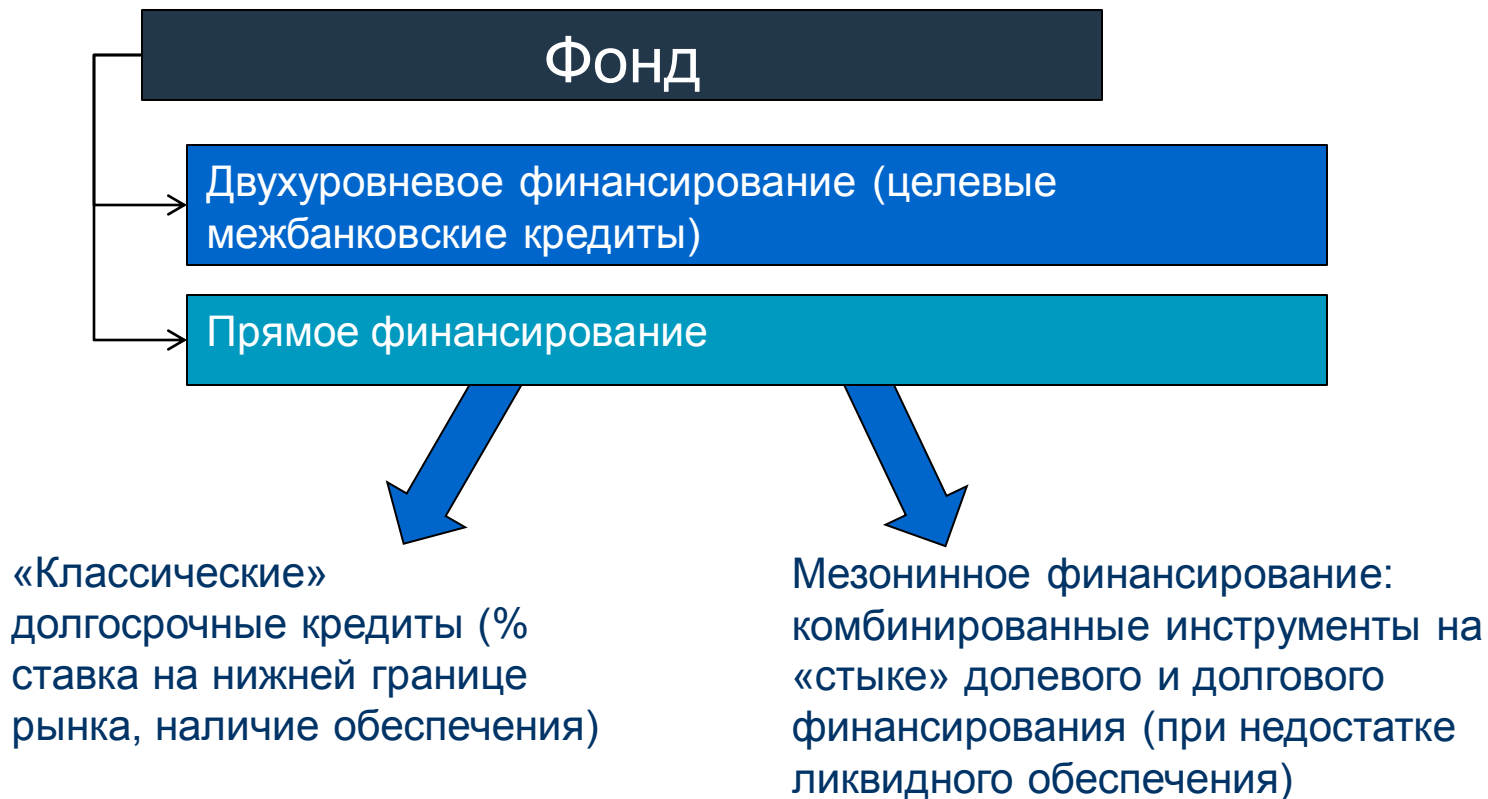 Фонд
Двухуровневое финансирование (целевые
межбанковские кредиты)
Прямое финансирование
«Классические»
долгосрочные кредиты (%
ставка на нижней границе
рынка, наличие обеспечения)
Мезонинное финансирование:
комбинированные инструменты на
«стыке» долевого и долгового
финансирования (при недостатке
ликвидного обеспечения)